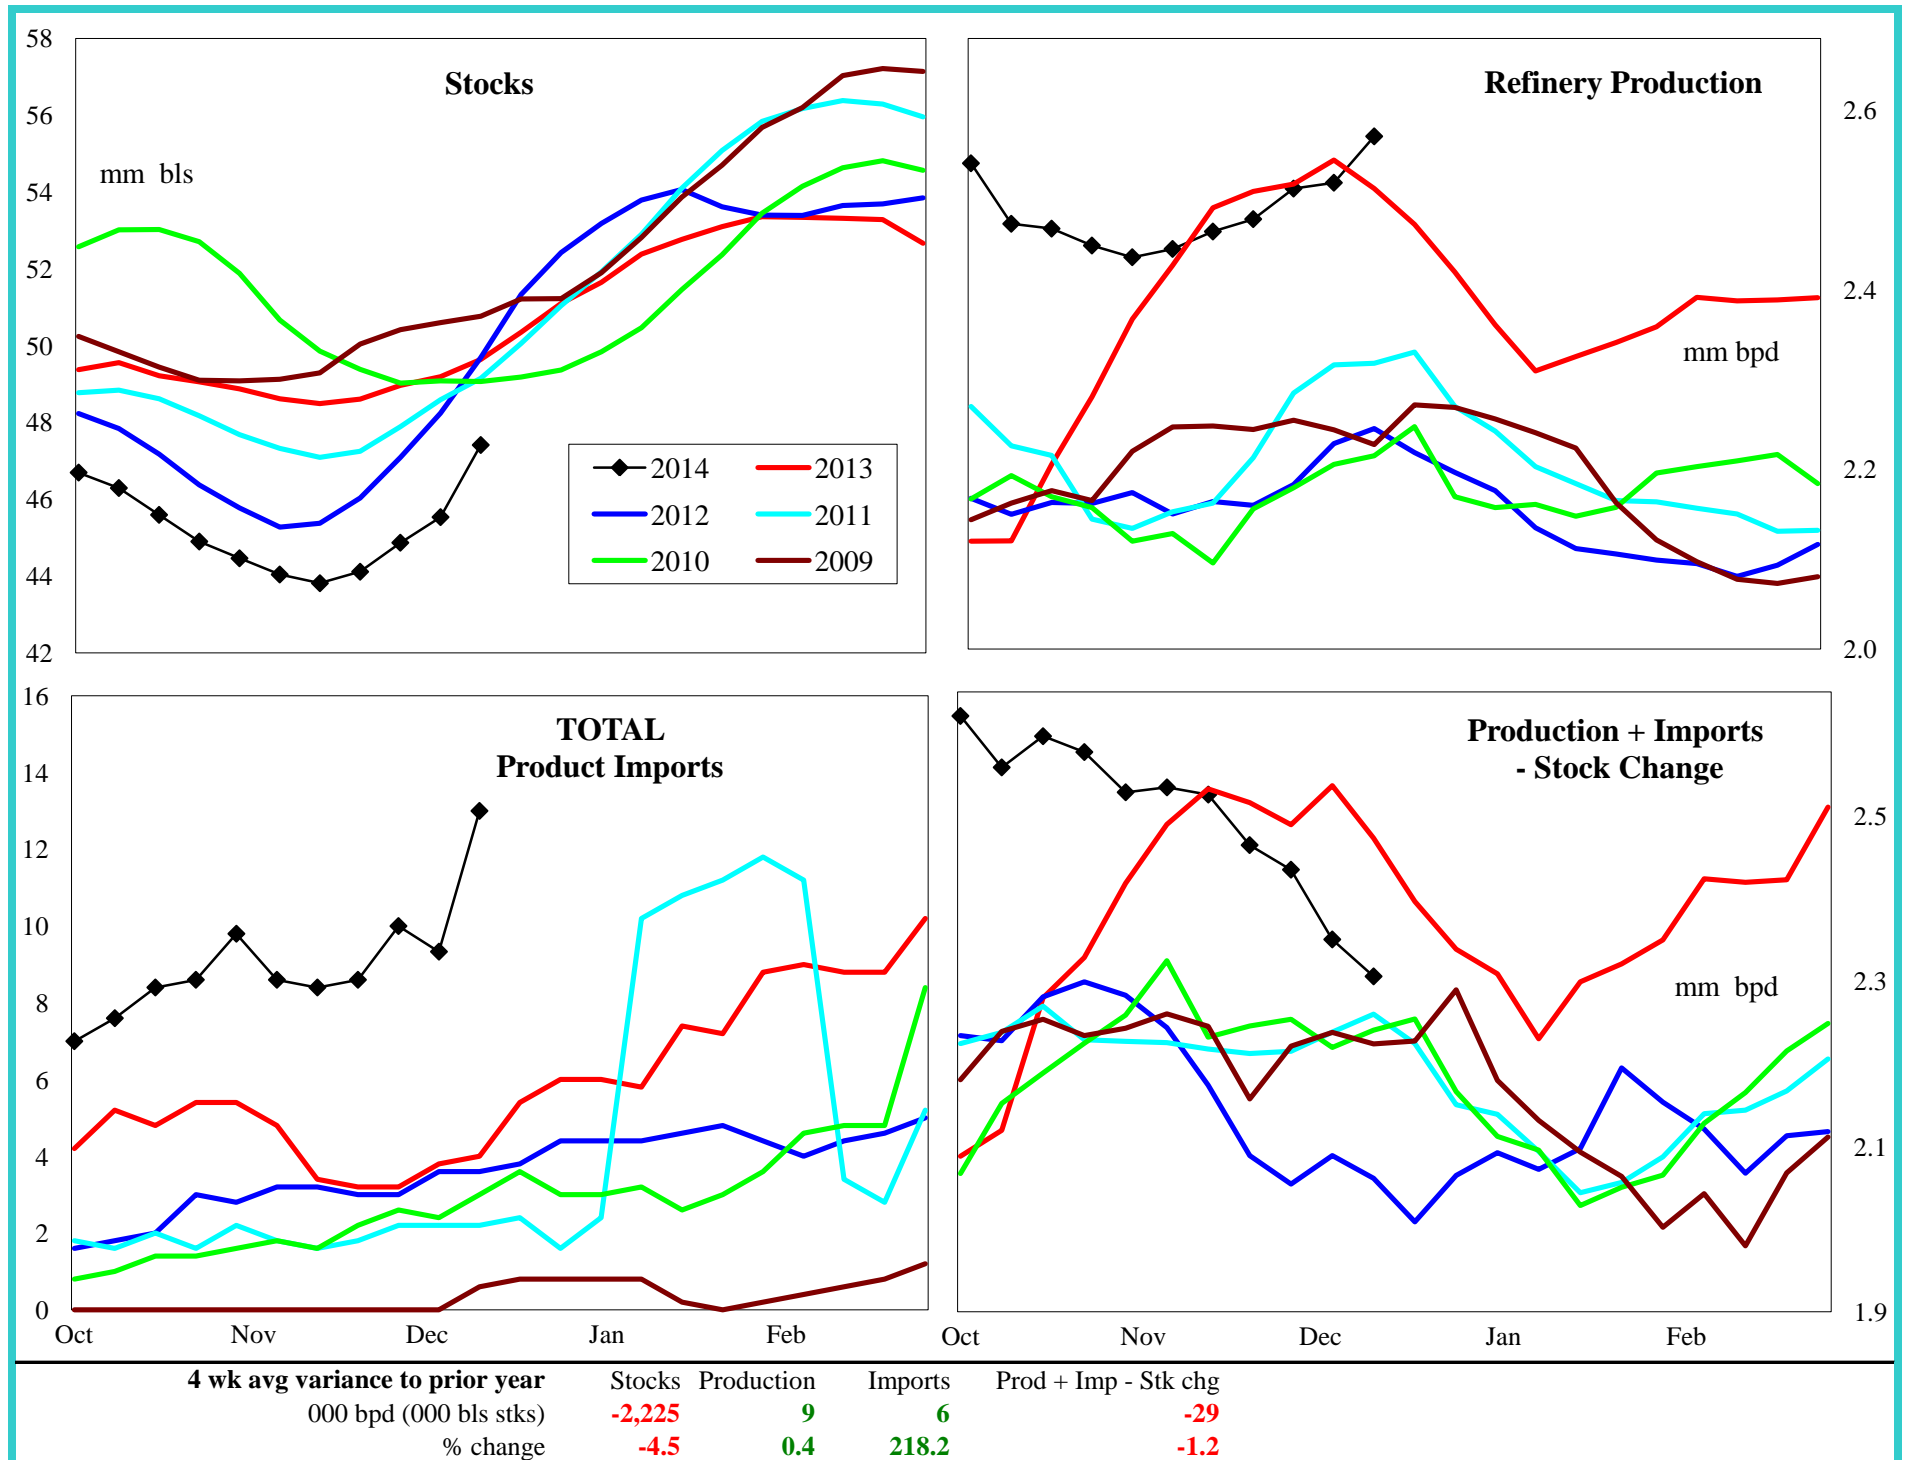 58
56
54
52
50
48
46
44
42
Stocks
mm bls
2014
2013
2012
2011
2010
2009
Refinery Production
mm bpd
2.6
2.4
2.2
2.0
16
14
12
10
8
6
4
2
0
TOTAL
Product Imports
Oct Nov Dec Jan Feb
Production + Imports
- Stock Change
mm bpd
2.5
2.3
2.1
1.9
Oct Nov Dec Jan Feb
4 wk avg variance to prior year Stocks Production Imports Prod + Imp - Stk chg
000 bpd (000 bls stks) -2,225 9 6 -29
% change -4.5 0.4 218.2 -1.2